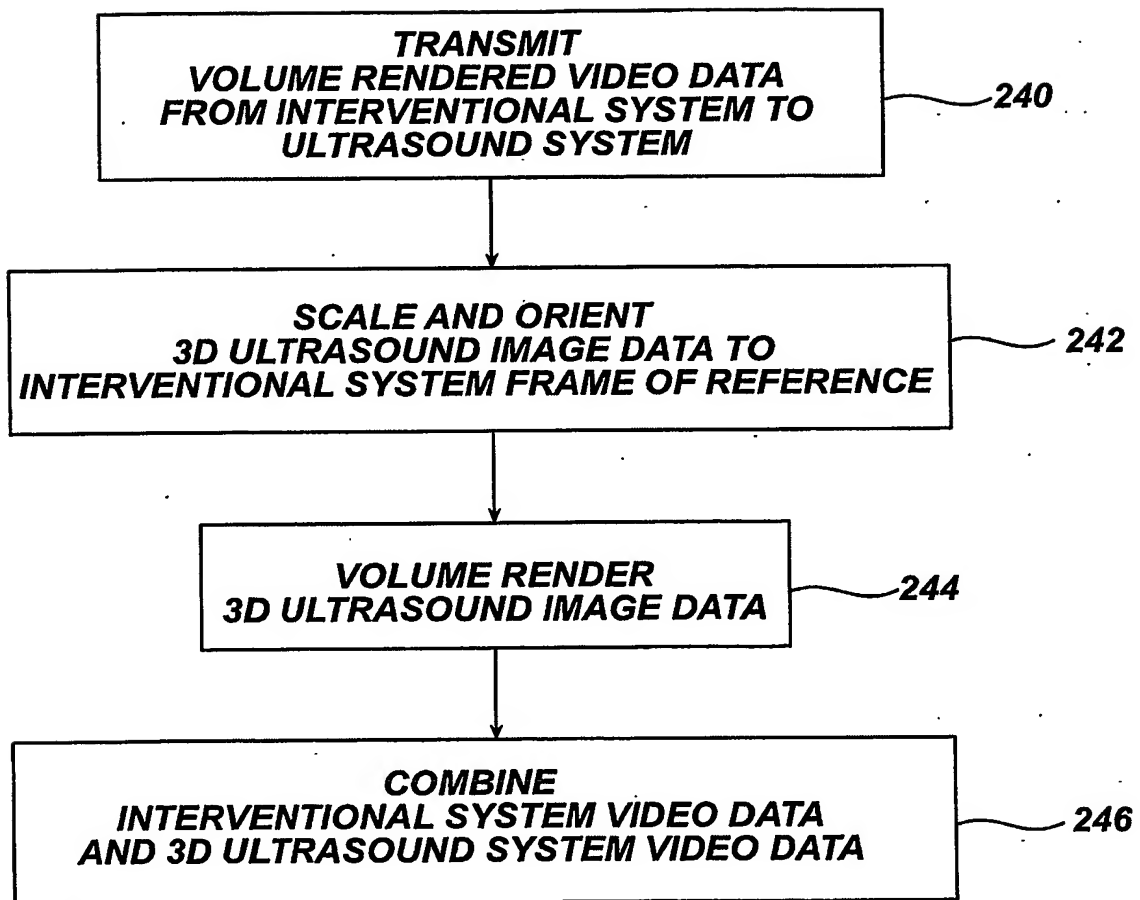 TRANSMIT
VOLUME RENDERED VIDEO DATA
FROM INTERVENTIONAL SYSTEM TO
ULTRASOUND SYSTEM
240
SCALE AND ORIENT
3D ULTRASOUND IMAGE DATA TO
INTERVENTIONAL SYSTEM FRAME OF REFERENCE
242
VOLUME RENDER
3D ULTRASOUND IMAGE DATA
244
COMBINE
INTERVENTIONAL SYSTEM VIDEO DATA
AND 3D ULTRASOUND SYSTEM VIDEO DATA
246